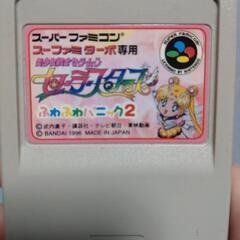 スーパーファミコン
スーファミターボ専用
美少女戦士セーラームーン
セーラースターズ
ふわふわパニック2
©武内直子・講談社・テレビ朝日・東映動画
©BANDAI 1996 MADE IN JAPAN
SUPER FAMICOM